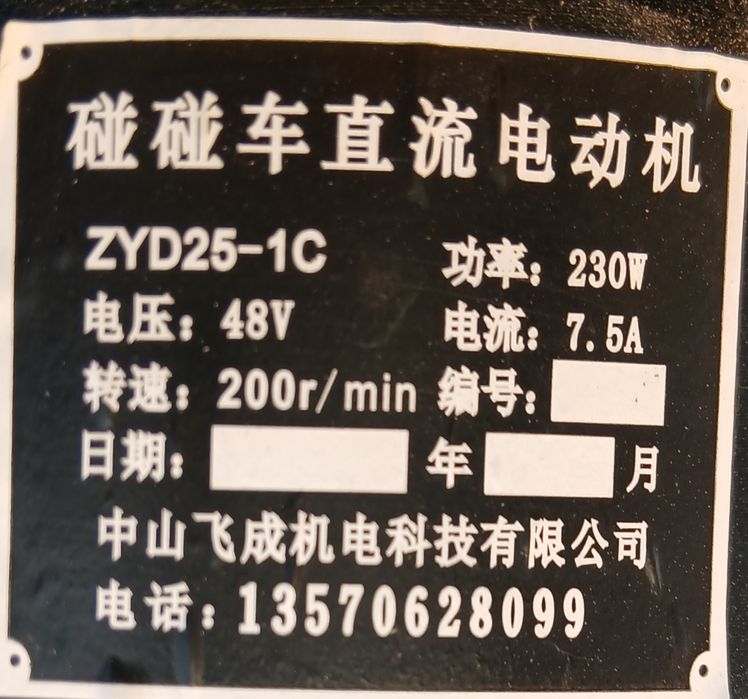 碰碰车直流电动机
ZYD25-1C 功率：230W
电压：48V 电流：7.5A
转速：200r/min 编号：
日期： 年 月
中山飞成机电科技有限公司
电话：13570628099